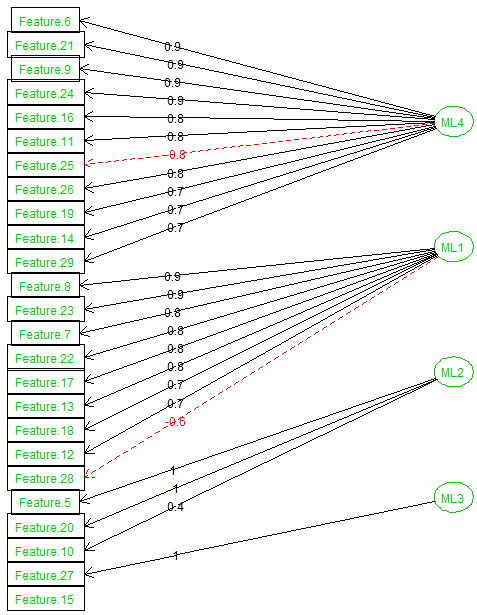 Feature.6
Feature.21
0.9
Feature.9
0.9
Feature.24
0.9
0.9
Feature.16
0.8
ML4
Feature.11
0.8
Feature.25
-0.8
Feature.26
0.8
Feature.19
0.7
Feature.14
0.7
Feature.29
0.7
ML1
Feature.8
0.9
Feature.23
0.9
Feature.7
0.8
0.8
Feature.22
0.8
ML2
Feature.17
0.8
0.7
Feature.13
0.7
Feature.18
-0.6
Feature.12
Feature.28
1
1
ML3
Feature.5
0.4
Feature.20
Feature.10
1
Feature.27
Feature.15